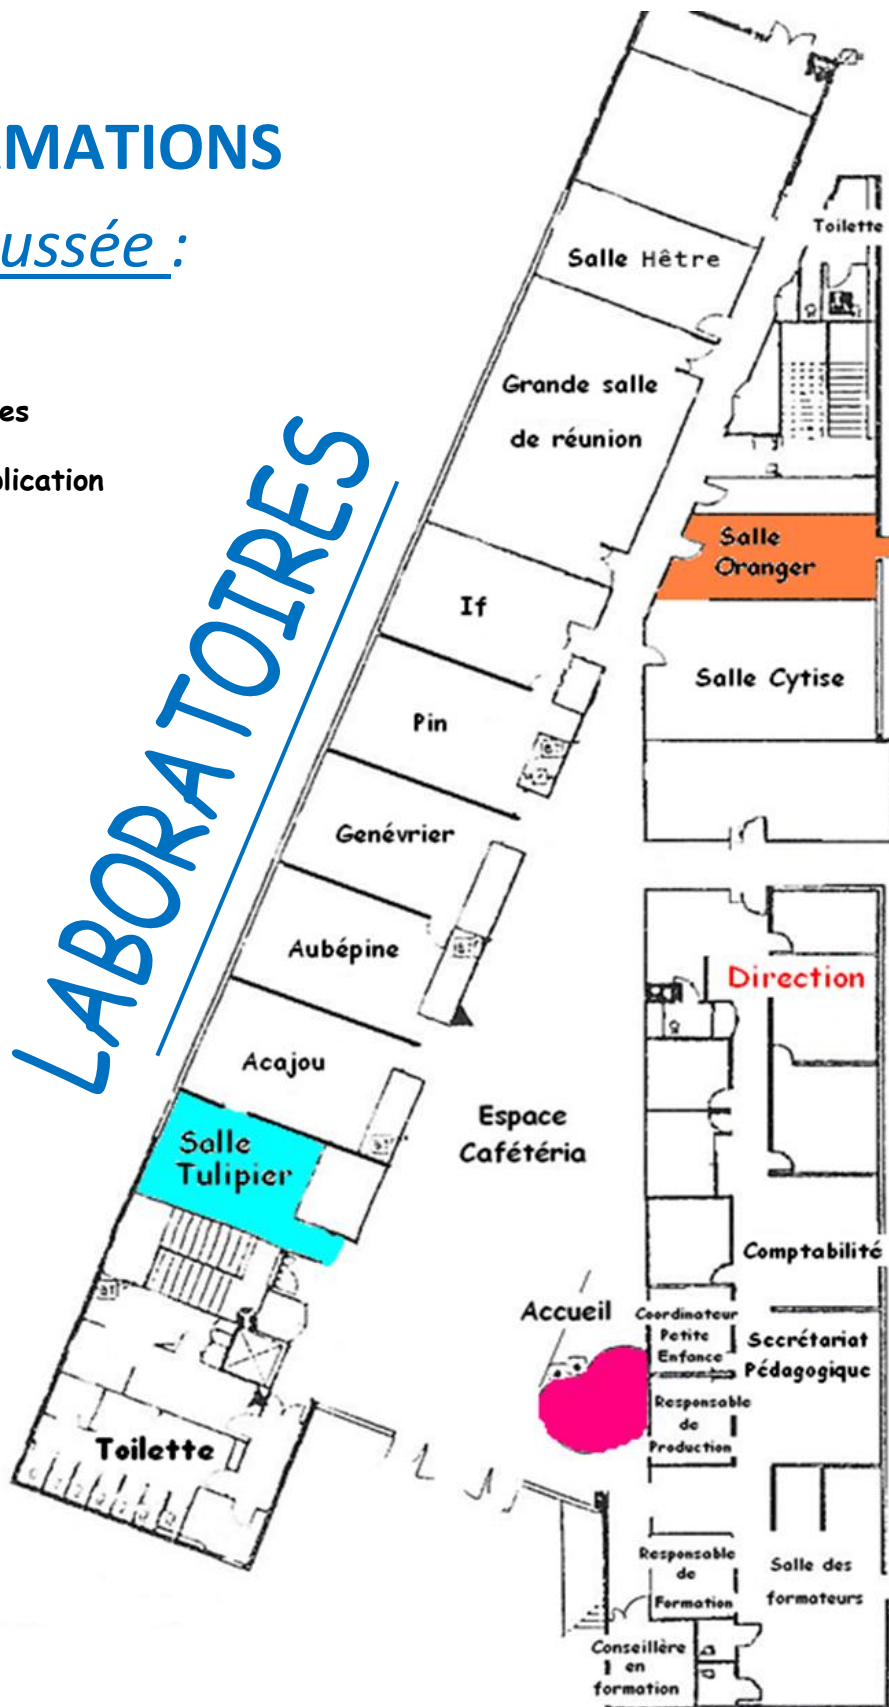 RMATIONS
ussée :
es
plication
LABORATOIRES
Toilette
Salle Hêtre
Grande salle
de réunion
Salle
Oranger
If
Salle Cytise
Pin
Genévrier
Aubépine
Direction
Acajou
Espace
Cafétéria
Salle
Tulipier
Comptabilité
Accueil
Coordinateur
Petite
Enfance
Secrétariat
Pédagogique
Responsable
de
Production
Toilette
Responsable
de
Formation
Salle des
formateurs
Conseillère
en
formation